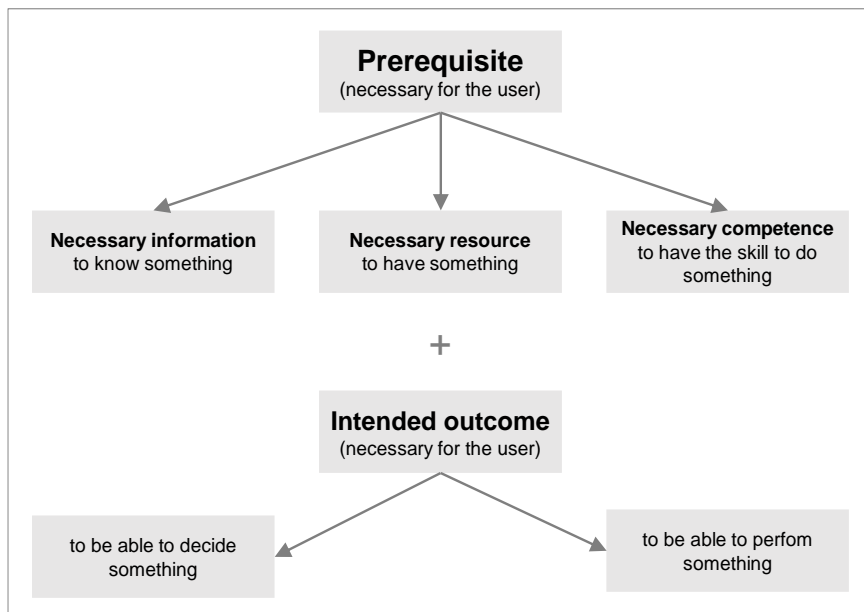 Prerequisite
(necessary for the user)
Necessary information
to know something
Necessary resource
to have something
Necessary competence
to have the skill to do
something
+
Intended outcome
(necessary for the user)
to be able to decide
something
to be able to perfom
something